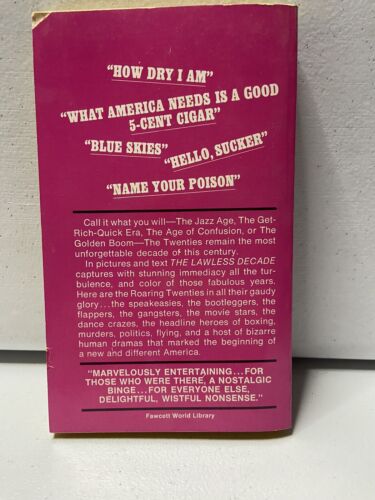 "HOW DRY I AM"
"WHAT AMERICA NEEDS IS A GOOD
5-CENT CIGAR"
"BLUE SKIES"
"HELLO, SUCKER"
"NAME YOUR POISON"
Call it what you will—The Jazz Age, The Get-
Rich-Quick Era, The Age of Confusion, or The
Golden Boom—The Twenties remain the most
unforgettable decade of this century.
In pictures and text THE LAWLESS DECADE
captures with stunning immediacy all the tur-
bulence, and color of those fabulous years.
Here are the Roaring Twenties in all their gaudy
glory...the speakeasies, the bootleggers, the
flappers, the gangsters, the movie stars, the
dance crazes, the headline heroes of boxing,
murders, politics, flying, and a host of bizarre
human dramas that marked the beginning of
a new and different America.
"MARVELOUSLY ENTERTAINING...FOR
THOSE WHO WERE THERE, A NOSTALGIC
BINGE...FOR EVERYONE ELSE,
DELIGHTFUL, WISTFUL NONSENSE."
Fawcett World Library